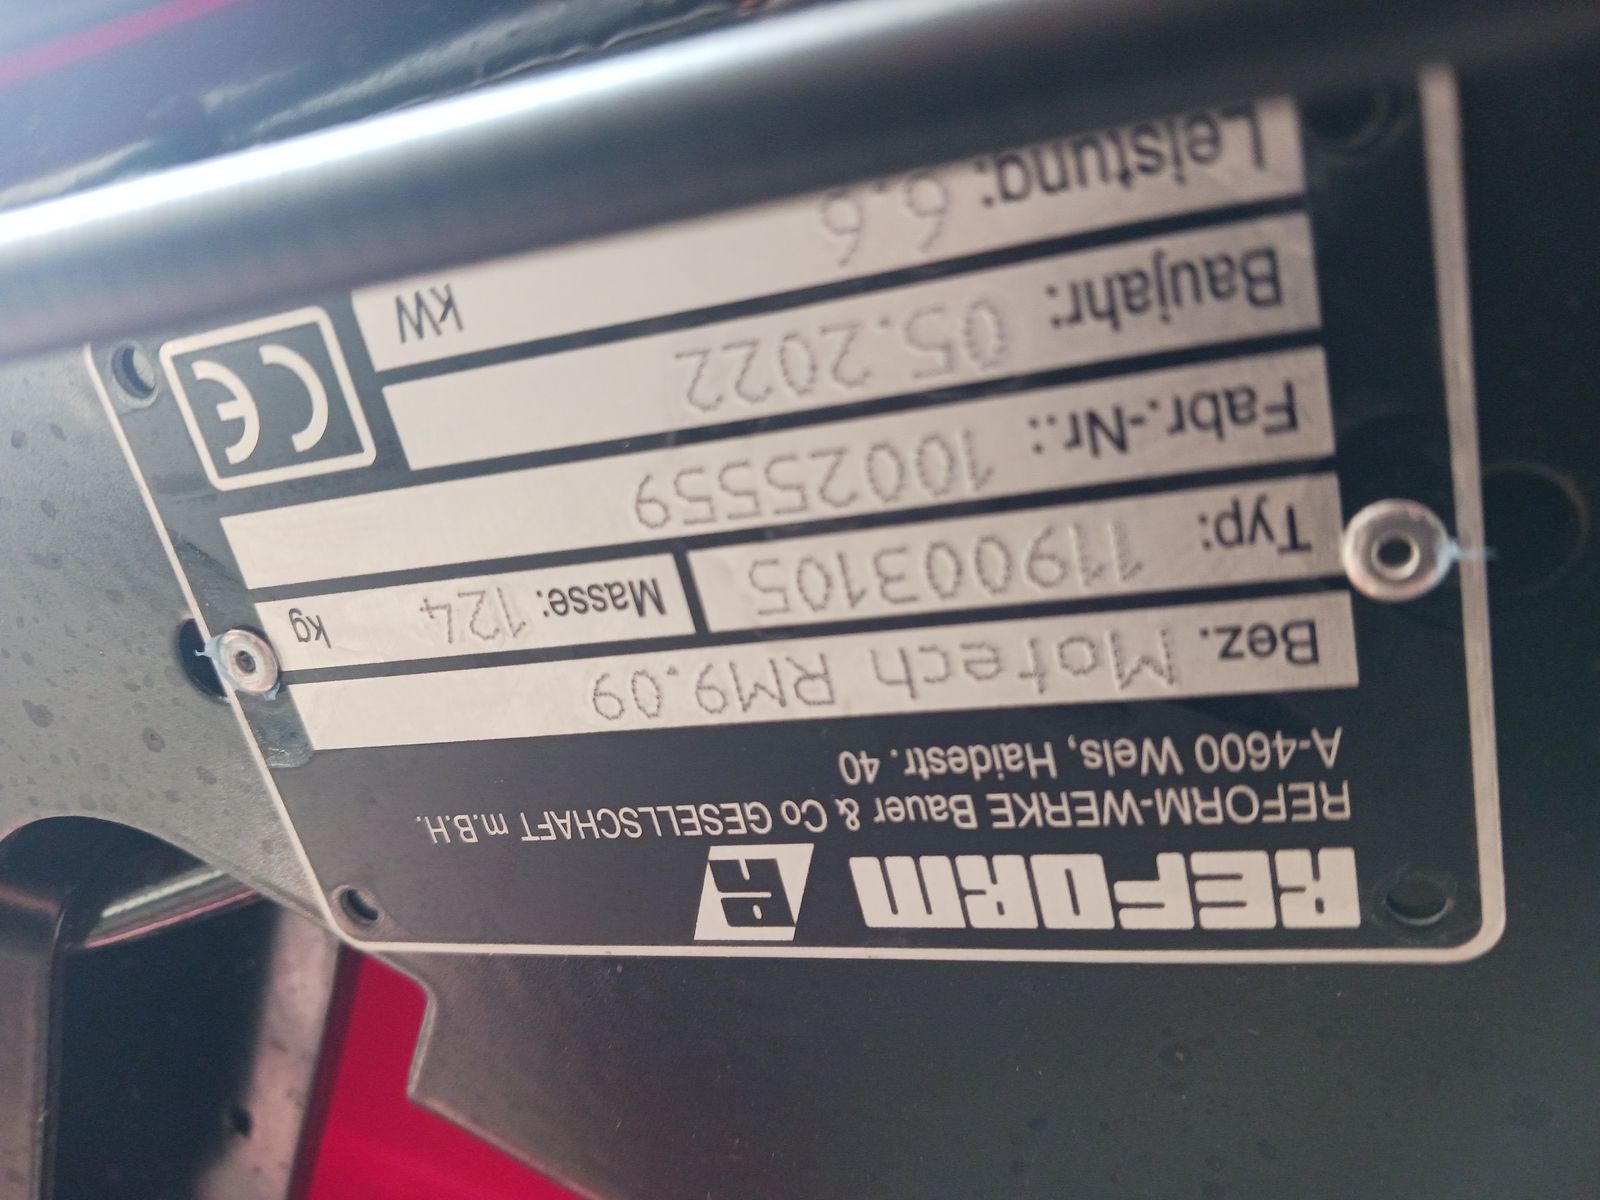 REFORM R
REFORM-WERKE Bauer & Co GESELLSCHAFT m.B.H.
A-4600 Wels, Haidestr. 40
Bez. Motech RM9.09
Typ: 119003105 Masse: 124 kg
Fabr.-Nr.: 10025559
Baujahr: 05.2022
Leistung: 6.6 kW
CE